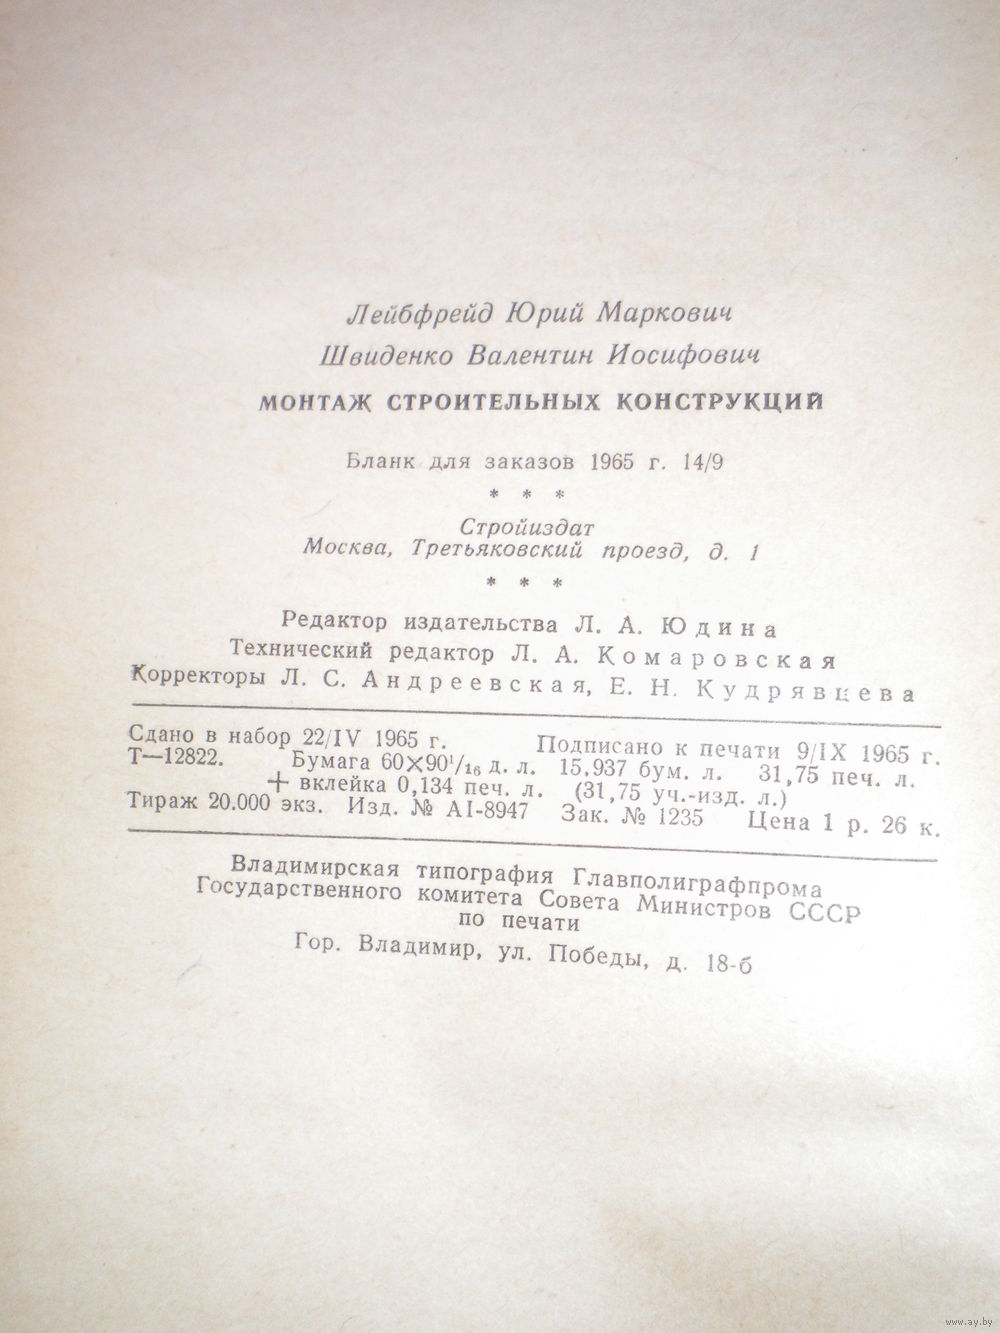 Лейбфрейд Юрий Маркович
Швиденко Валентин Иосифович
МОНТАЖ СТРОИТЕЛЬНЫХ КОНСТРУКЦИЙ
Бланк для заказов 1965 г. 14/9
* * *
Стройиздат
Москва, Третьяковский проезд, д. 1
* * *
Редактор издательства Л. А. Юдина
Технический редактор Л. А. Комаровская
Корректоры Л. С. Андреевская, Е. Н. Кудрявцева
Сдано в набор 22/IV 1965 г. Подписано к печати 9/IX 1965 г.
Т—12822. Бумага 60×90¹/₁₆ д. л. 15,937 бум. л. 31,75 печ. л.
+ вклейка 0,134 печ. л. (31,75 уч.-изд. л.)
Тираж 20.000 экз. Изд. № АI-8947 Зак. № 1235 Цена 1 р. 26 к.
Владимирская типография Главполиграфпрома
Государственного комитета Совета Министров СССР
по печати
Гор. Владимир, ул. Победы, д. 18-б
www.ay.by